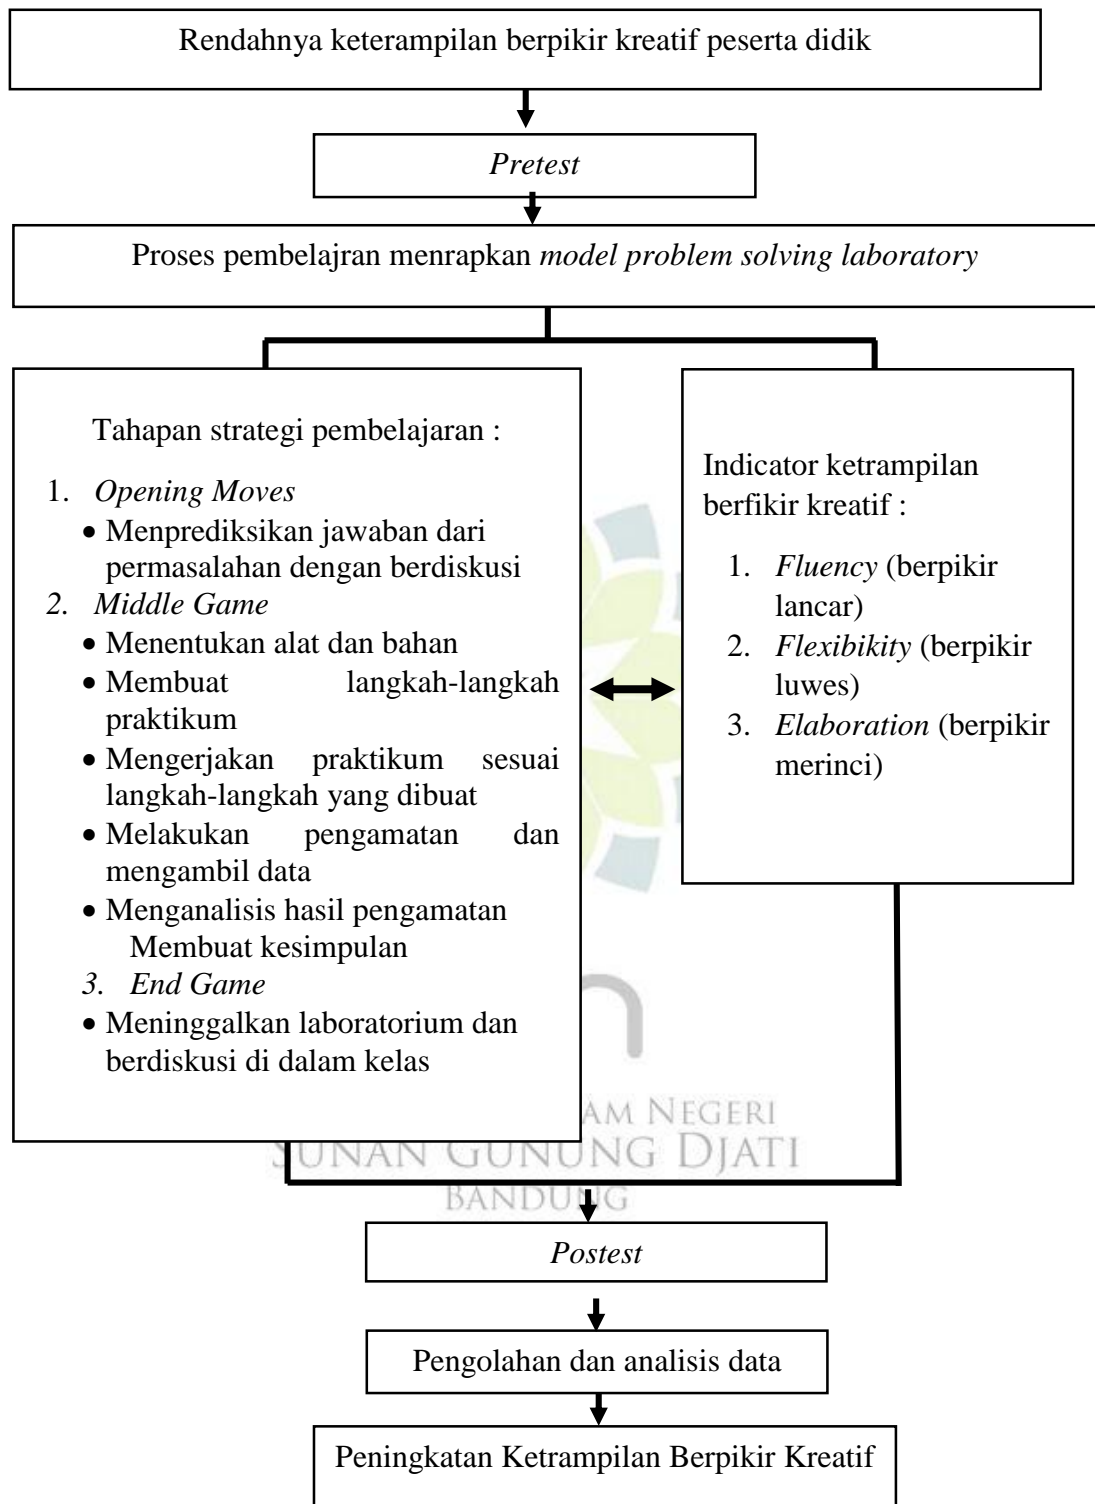 Rendahnya keterampilan berpikir kreatif peserta didik
Pretest
Proses pembelajran menrapkan model problem solving laboratory
Tahapan strategi pembelajaran :
1. Opening Moves
• Menprediksikan jawaban dari
permasalahan dengan berdiskusi
2. Middle Game
• Menentukan alat dan bahan
• Membuat langkah-langkah
praktikum
• Mengerjakan praktikum sesuai
langkah-langkah yang dibuat
• Melakukan pengamatan dan
mengambil data
• Menganalisis hasil pengamatan
Membuat kesimpulan
3. End Game
• Meninggalkan laboratorium dan
berdiskusi di dalam kelas
Indicator ketrampilan
berfikir kreatif :
1. Fluency (berpikir
lancar)
2. Flexibikity (berpikir
luwes)
3. Elaboration (berpikir
merinci)
AM NEGERI
SUNAN GUNUNG DJATI
BANDUNG
Postest
Pengolahan dan analisis data
Peningkatan Ketrampilan Berpikir Kreatif